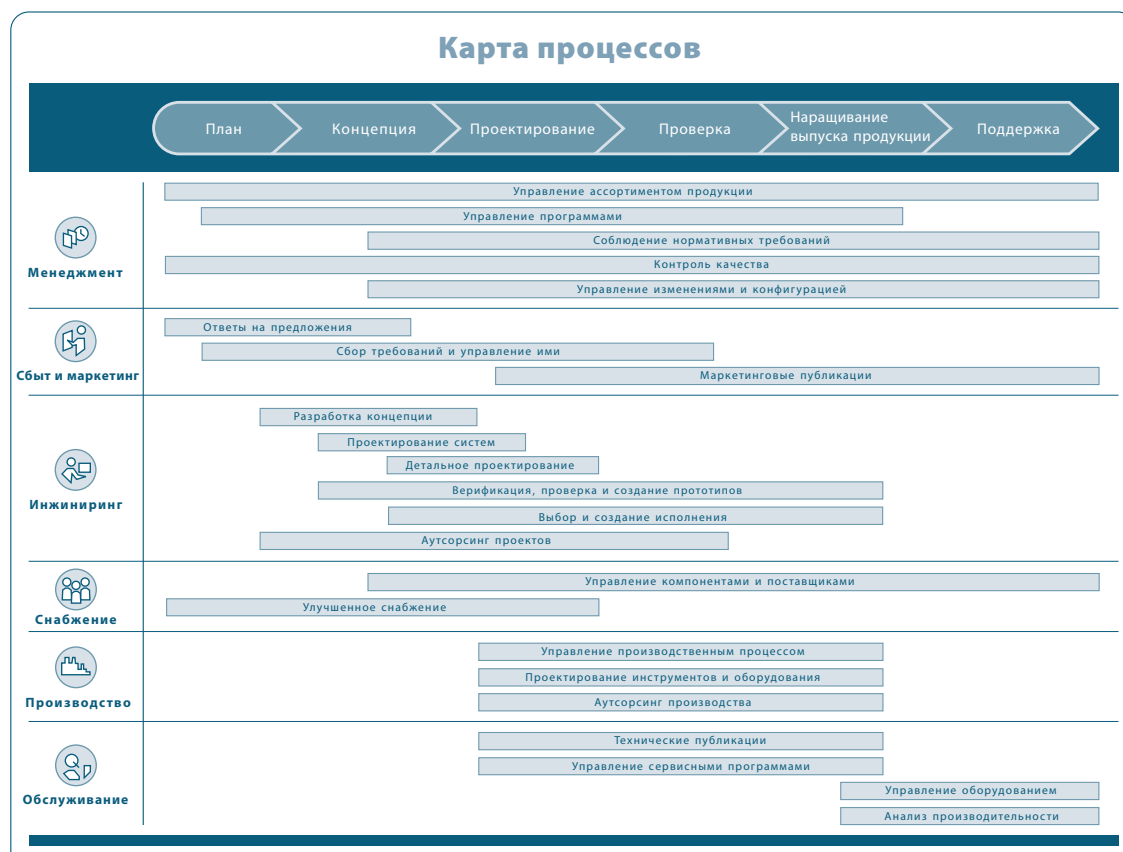 Карта процессов
План
Концепция
Проектирование
Проверка
Наращивание
выпуска продукции
Поддержка
Управление ассортиментом продукции
Управление программами
Соблюдение нормативных требований
Контроль качества
Управление изменениями и конфигурацией
Менеджмент
Ответы на предложения
Сбор требований и управление ими
Маркетинговые публикации
Сбыт и маркетинг
Разработка концепции
Проектирование систем
Детальное проектирование
Верификация, проверка и создание прототипов
Выбор и создание исполнения
Аутсорсинг проектов
Инжиниринг
Управление компонентами и поставщиками
Улучшенное снабжение
Снабжение
Управление производственным процессом
Проектирование инструментов и оборудования
Аутсорсинг производства
Производство
Технические публикации
Управление сервисными программами
Управление оборудованием
Анализ производительности
Обслуживание